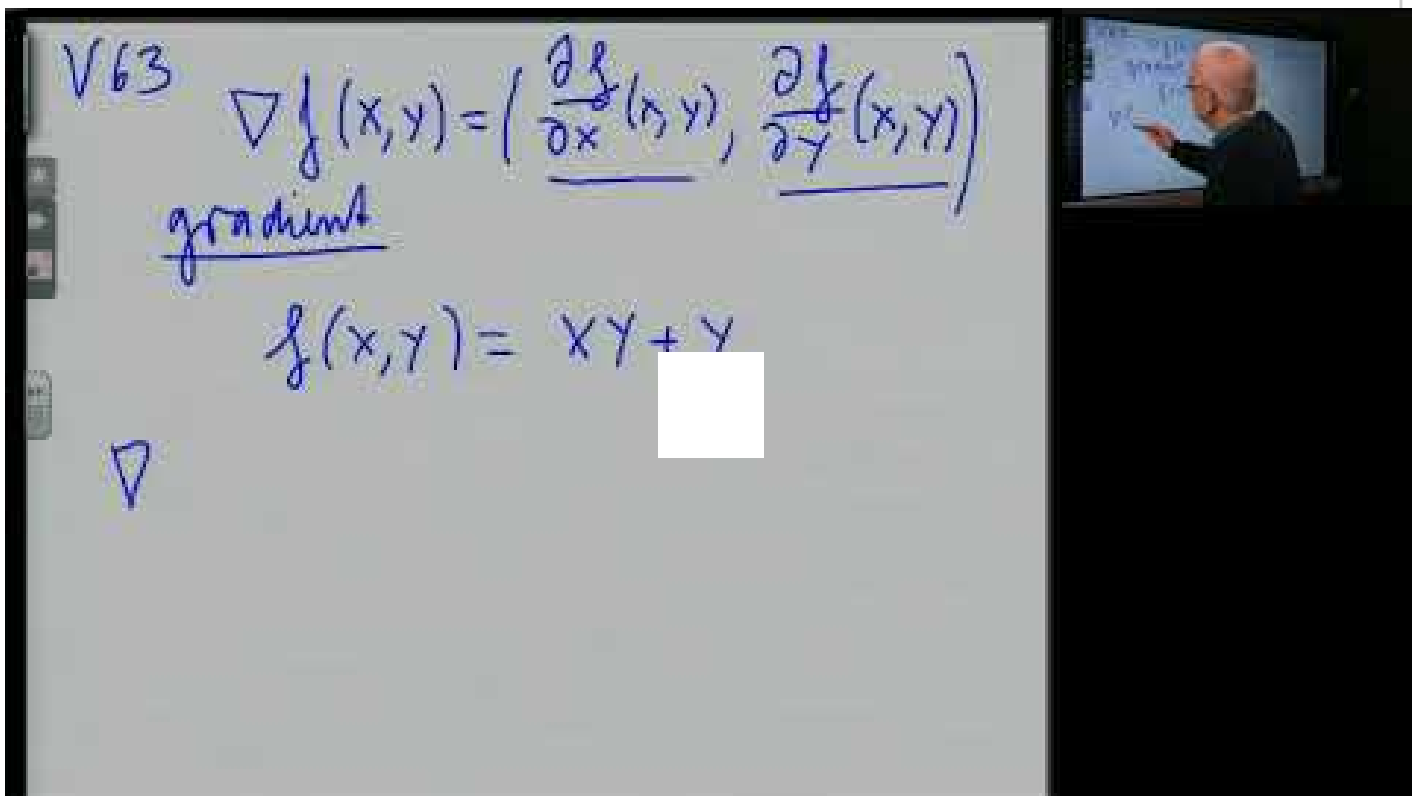 V63
∇f(x,y) = (∂f/∂x (x,y), ∂f/∂y (x,y))
gradient
f(x,y) = xy + y
∇